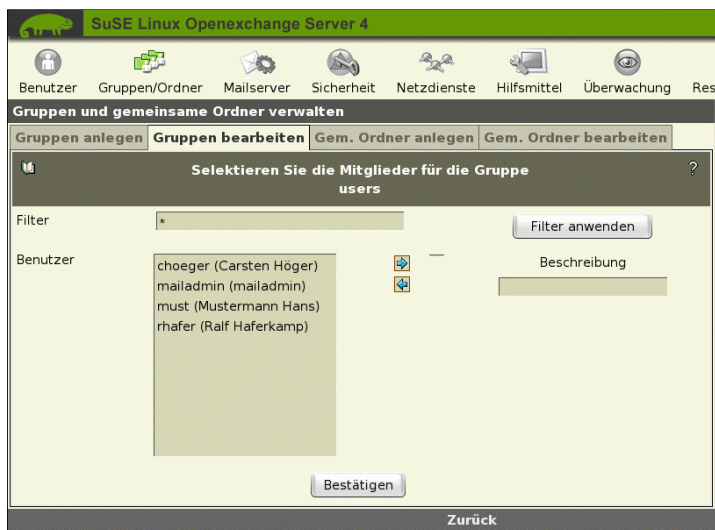 SuSE Linux Openexchange Server 4
Benutzer Gruppen/Ordner Mailserver Sicherheit Netzdienste Hilfsmittel Überwachung Res
Gruppen und gemeinsame Ordner verwalten
Gruppen anlegen Gruppen bearbeiten Gem. Ordner anlegen Gem. Ordner bearbeiten
Selektieren Sie die Mitglieder für die Gruppe ?
users
Filter * Filter anwenden
Benutzer Beschreibung
choeger (Carsten Höger)
mailadmin (mailadmin)
must (Mustermann Hans)
rhafer (Ralf Haferkamp)
Bestätigen
Zurück